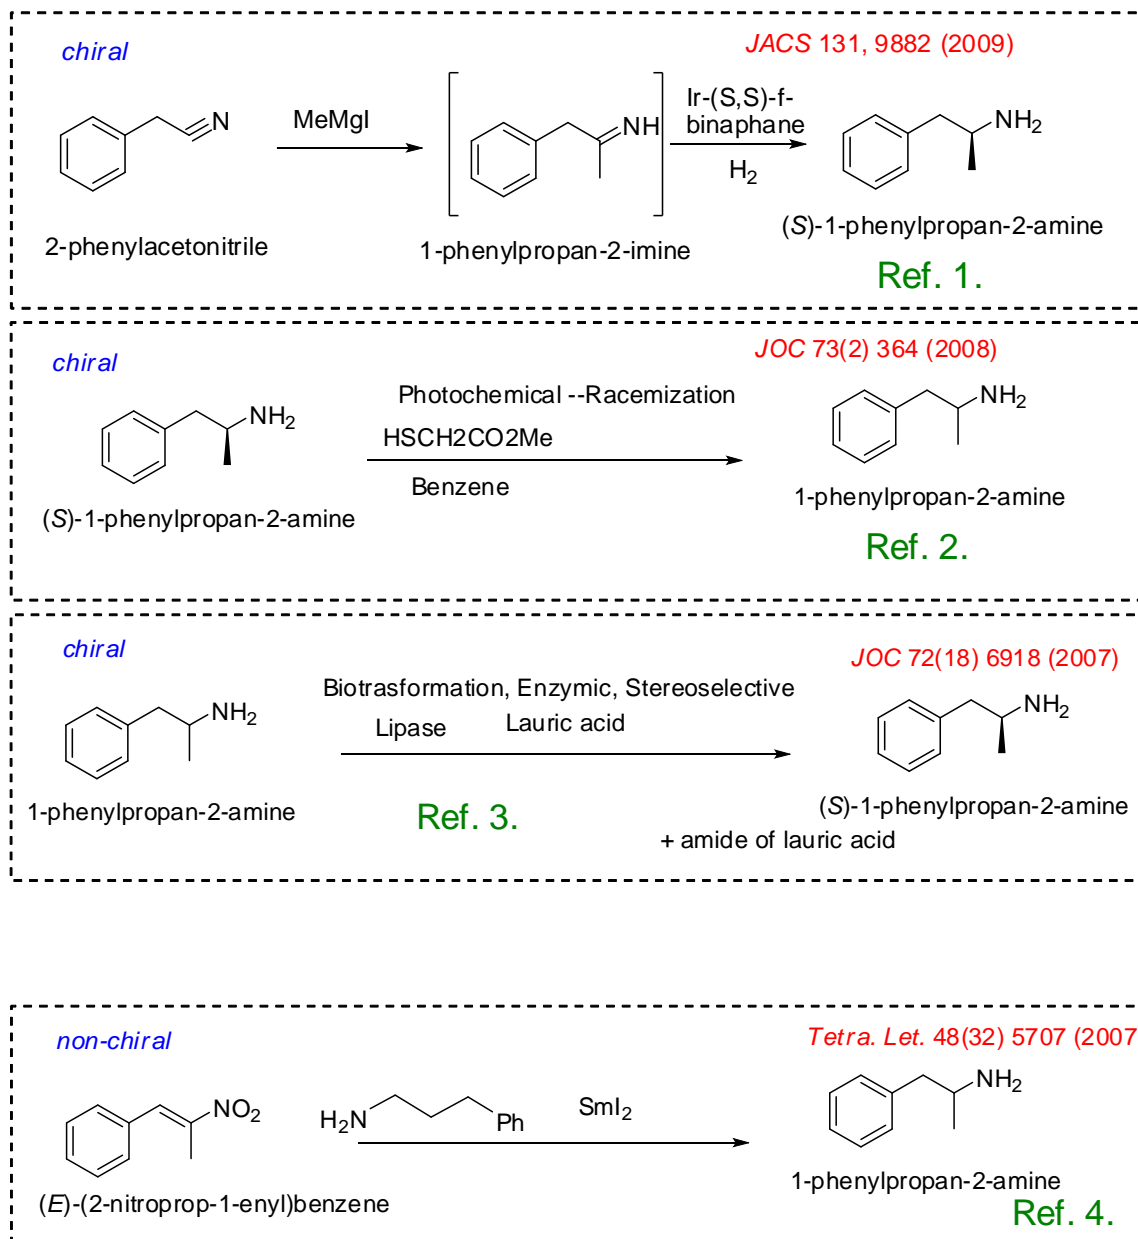 chiral
JACS 131, 9882 (2009)
N
MeMgI
NH
Ir-(S,S)-f-
binaphane
H2
NH2
2-phenylacetonitrile
1-phenylpropan-2-imine
(S)-1-phenylpropan-2-amine
Ref. 1.
chiral
JOC 73(2) 364 (2008)
NH2
Photochemical --Racemization
HSCH2CO2Me
Benzene
NH2
(S)-1-phenylpropan-2-amine
1-phenylpropan-2-amine
Ref. 2.
chiral
JOC 72(18) 6918 (2007)
NH2
Biotrasformation, Enzymic, Stereoselective
Lipase
Lauric acid
NH2
1-phenylpropan-2-amine
Ref. 3.
(S)-1-phenylpropan-2-amine
+ amide of lauric acid
non-chiral
Tetra. Let. 48(32) 5707 (2007
NO2
H2N
Ph
SmI2
NH2
(E)-(2-nitroprop-1-enyl)benzene
1-phenylpropan-2-amine
Ref. 4.